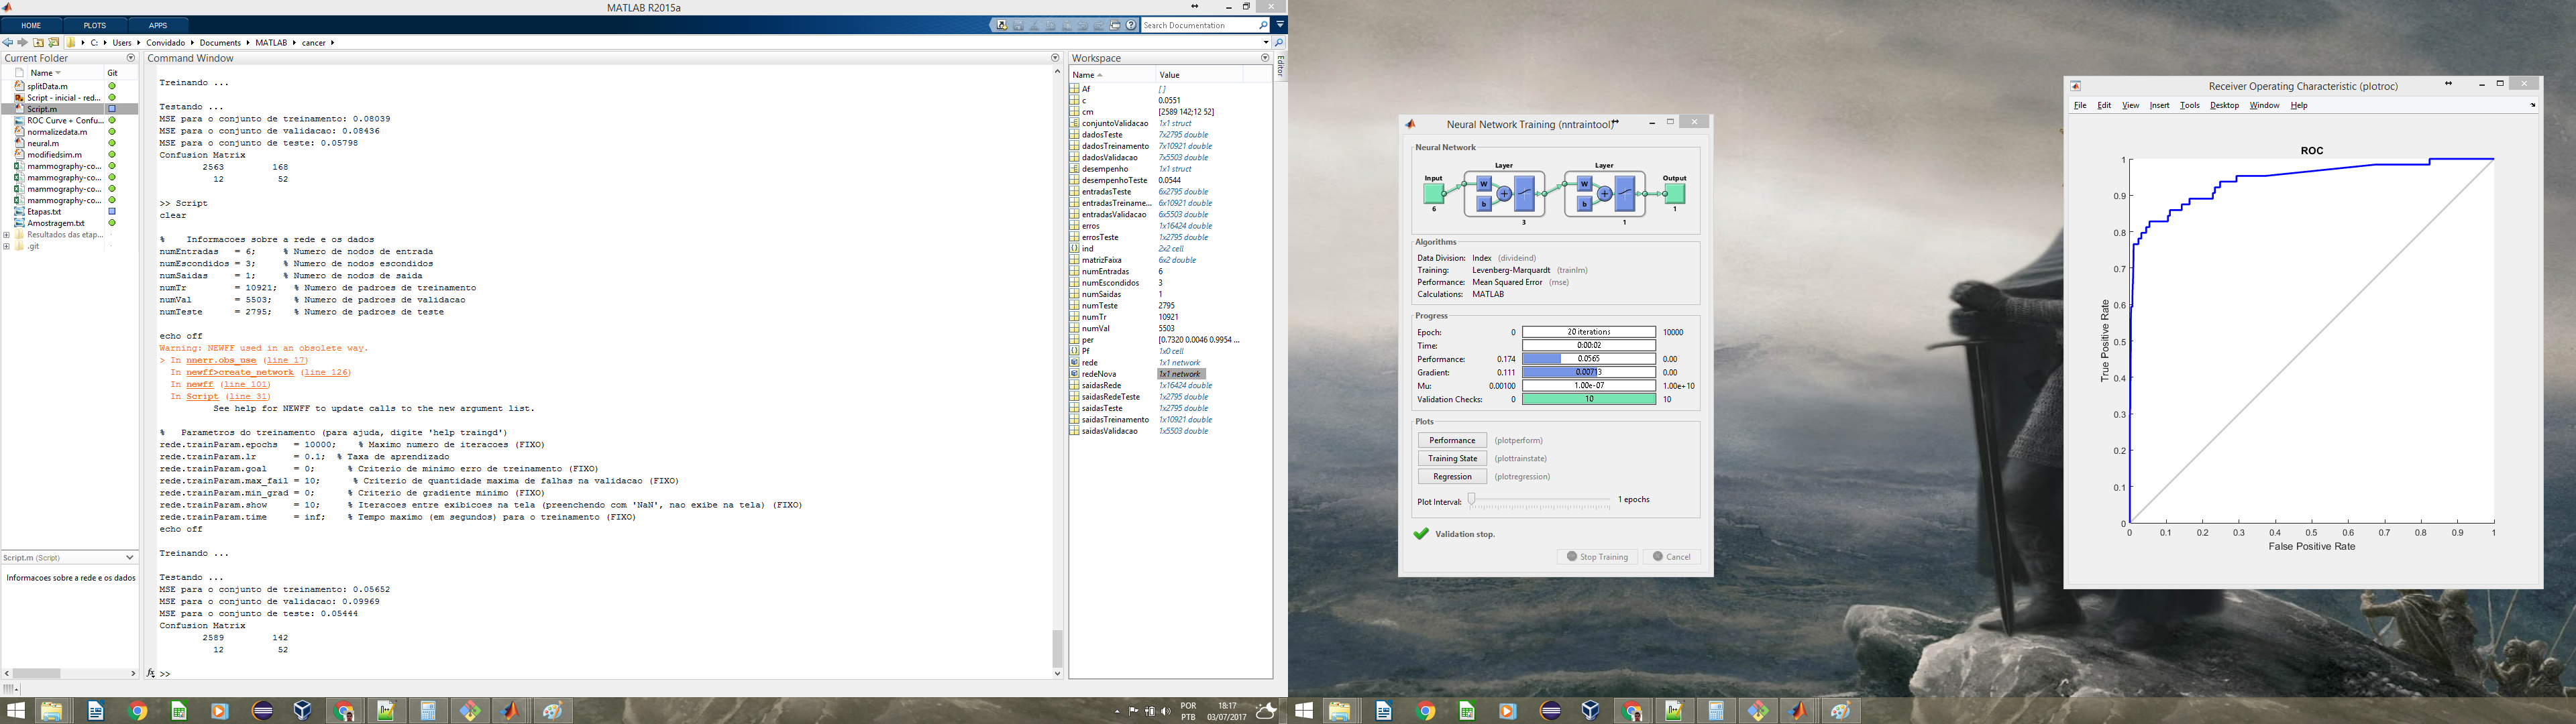 MATLAB R2015a
HOME PLOTS APPS
Search Documentation
C: Users Convidado Documents MATLAB cancer
Current Folder
Name Git
splitData.m
Script - inicial - red...
Script.m
ROC Curve + Confu...
normalizedata.m
neural.m
modifiedsim.m
mammography-co...
mammography-co...
mammography-co...
mammography-co...
Etapas.txt
Amostragem.txt
Resultados das etap...
.git
Script.m (Script)
Informacoes sobre a rede e os dados
Command Window
Treinando ...
Testando ...
MSE para o conjunto de treinamento: 0.08039
MSE para o conjunto de validacao: 0.08436
MSE para o conjunto de teste: 0.05798
Confusion Matrix
2563 168
12 52
>> Script
clear
% Informacoes sobre a rede e os dados
numEntradas = 6; % Numero de nodos de entrada
numEscondidos = 3; % Numero de nodos escondidos
numSaidas = 1; % Numero de nodos de saida
numTr = 10921; % Numero de padroes de treinamento
numVal = 5503; % Numero de padroes de validacao
numTeste = 2795; % Numero de padroes de teste
echo off
Warning: NEWFF used in an obsolete way.
> In nnerr.obs_use (line 17)
In newff>create_network (line 126)
In newff (line 101)
In Script (line 31)
See help for NEWFF to update calls to the new argument list.
% Parametros do treinamento (para ajuda, digite 'help traingd')
rede.trainParam.epochs = 10000; % Maximo numero de iteracoes (FIXO)
rede.trainParam.lr = 0.1; % Taxa de aprendizado
rede.trainParam.goal = 0; % Criterio de minimo erro de treinamento (FIXO)
rede.trainParam.max_fail = 10; % Criterio de quantidade maxima de falhas na validacao (FIXO)
rede.trainParam.min_grad = 0; % Criterio de gradiente minimo (FIXO)
rede.trainParam.show = 10; % Iteracoes entre exibicoes na tela (preenchendo com 'NaN', nao exibe na tela) (FIXO)
rede.trainParam.time = inf; % Tempo maximo (em segundos) para o treinamento (FIXO)
echo off
Treinando ...
Testando ...
MSE para o conjunto de treinamento: 0.05652
MSE para o conjunto de validacao: 0.09969
MSE para o conjunto de teste: 0.05444
Confusion Matrix
2589 142
12 52
fx >>
Workspace
Name Value
Af []
c 0.0551
cm [2589 142;12 52]
conjuntoValidacao 1x1 struct
dadosTeste 7x2795 double
dadosTreinamento 7x10921 double
dadosValidacao 7x5503 double
desempenho 1x1 struct
desempenhoTeste 0.0544
entradasTeste 6x2795 double
entradasTreiname... 6x10921 double
entradasValidacao 6x5503 double
erros 1x16424 double
errosTeste 1x2795 double
ind 2x2 cell
matrizFaixa 6x2 double
numEntradas 6
numEscondidos 3
numSaidas 1
numTeste 2795
numTr 10921
numVal 5503
per [0.7320 0.0046 0.9954 ...
Pf 1x0 cell
rede 1x1 network
redeNova 1x1 network
saidasRede 1x16424 double
saidasRedeTeste 1x2795 double
saidasTeste 1x2795 double
saidasTreinamento 1x10921 double
saidasValidacao 1x5503 double
Editor
POR
PTB
18:17
03/07/2017
Neural Network Training (nntraintool)
Neural Network
Layer Layer
Input Output
W W
b b
6 3 1 1
Algorithms
Data Division: Index (divideind)
Training: Levenberg-Marquardt (trainlm)
Performance: Mean Squared Error (mse)
Calculations: MATLAB
Progress
Epoch: 0 20 iterations 10000
Time: 0:00:02
Performance: 0.174 0.0565 0.00
Gradient: 0.111 0.00713 0.00
Mu: 0.00100 1.00e-07 1.00e+10
Validation Checks: 0 10 10
Plots
Performance (plotperform)
Training State (plottrainstate)
Regression (plotregression)
Plot Interval: 1 epochs
Validation stop.
Stop Training Cancel
Receiver Operating Characteristic (plotroc)
File Edit View Insert Tools Desktop Window Help
ROC
True Positive Rate
1
0.9
0.8
0.7
0.6
0.5
0.4
0.3
0.2
0.1
0
0 0.1 0.2 0.3 0.4 0.5 0.6 0.7 0.8 0.9 1
False Positive Rate